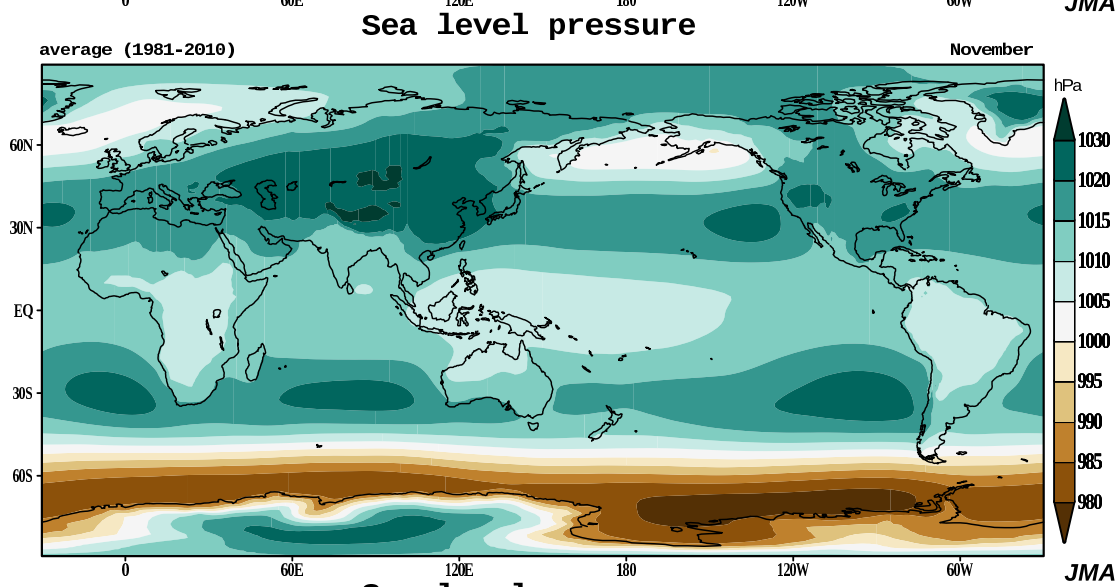 0 60E 120E 180 120W 60W JMA
Sea level pressure
average (1981-2010) November
hPa
60N
30N
EQ
30S
60S
1030
1020
1015
1010
1005
1000
995
990
985
980
0 60E 120E 180 120W 60W
JMA